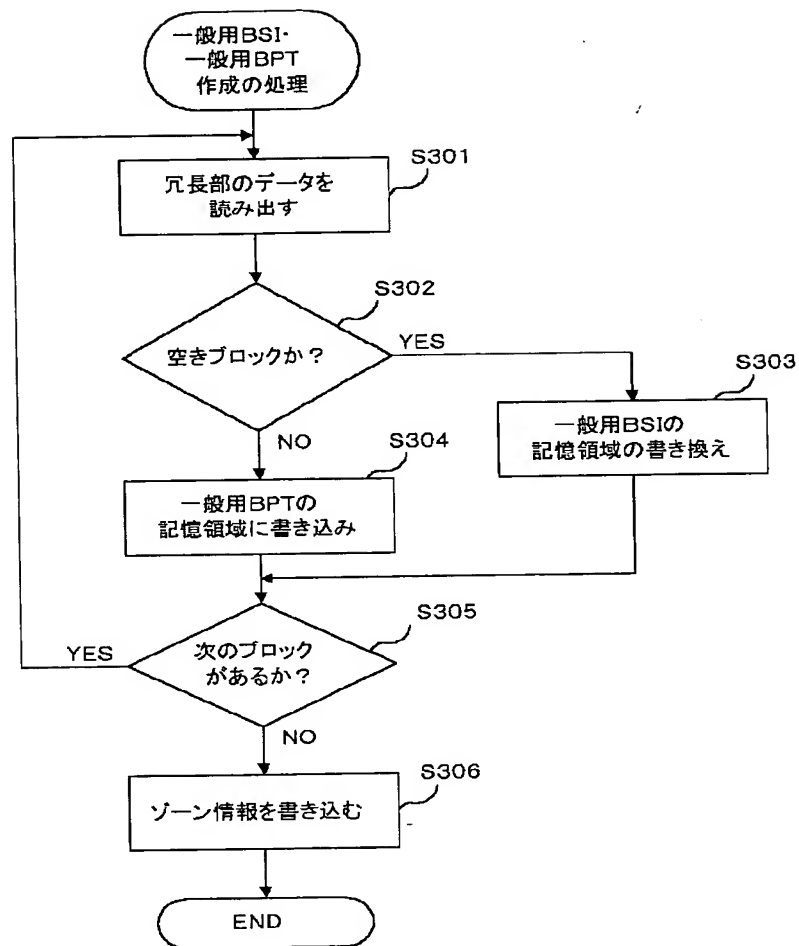 一般用BSI・
一般用BPT
作成の処理
S301
冗長部のデータを
読み出す
S302
空きブロックか？
YES
S303
一般用BSIの
記憶領域の書き換え
NO
S304
一般用BPTの
記憶領域に書き込み
S305
YES
次のブロック
があるか？
NO
S306
ゾーン情報を書き込む
END